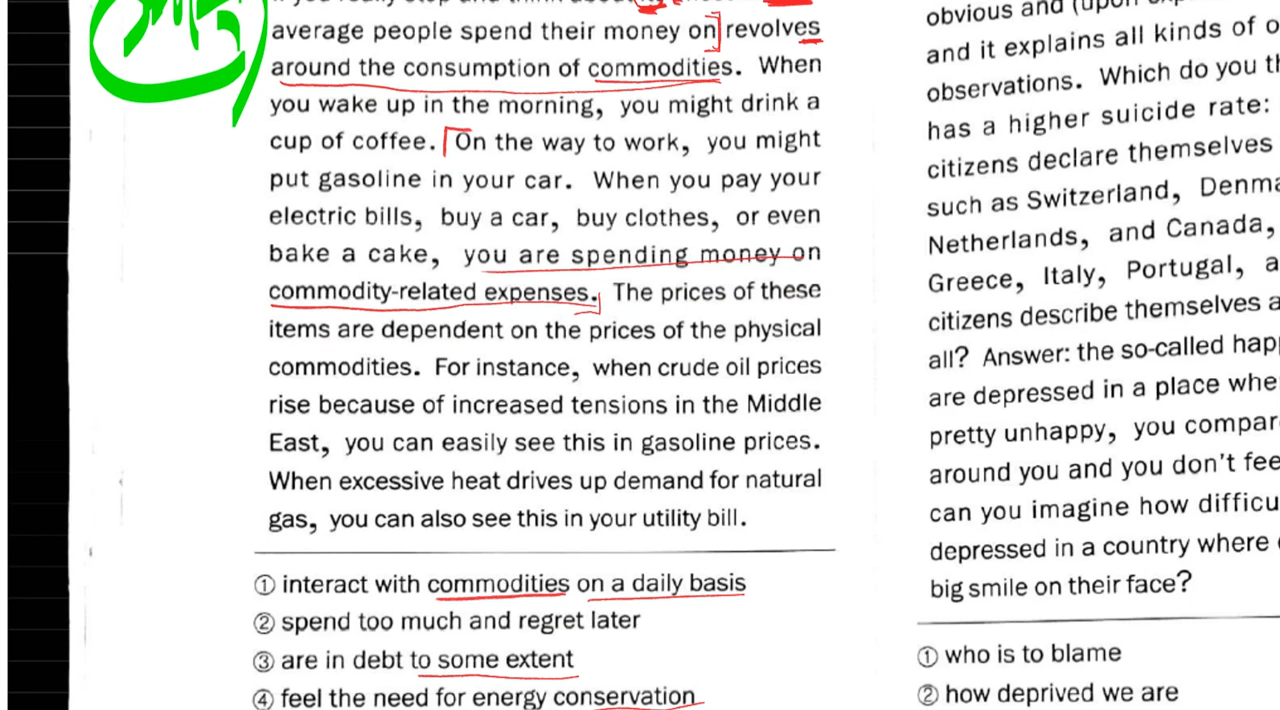 average people spend their money on] revolves
around the consumption of commodities. When
you wake up in the morning, you might drink a
cup of coffee. On the way to work, you might
put gasoline in your car. When you pay your
electric bills, buy a car, buy clothes, or even
bake a cake, you are spending money on
commodity-related expenses. The prices of these
items are dependent on the prices of the physical
commodities. For instance, when crude oil prices
rise because of increased tensions in the Middle
East, you can easily see this in gasoline prices.
When excessive heat drives up demand for natural
gas, you can also see this in your utility bill.
① interact with commodities on a daily basis
② spend too much and regret later
③ are in debt to some extent
④ feel the need for energy conservation
obvious and (upon
and it explains all kinds of o
observations. Which do you th
has a higher suicide rate:
citizens declare themselves
such as Switzerland, Denma
Netherlands, and Canada,
Greece, Italy, Portugal, a
citizens describe themselves a
all? Answer: the so-called hap
are depressed in a place whe
pretty unhappy, you compar
around you and you don't fee
can you imagine how difficu
depressed in a country where
big smile on their face?
① who is to blame
② how deprived we are